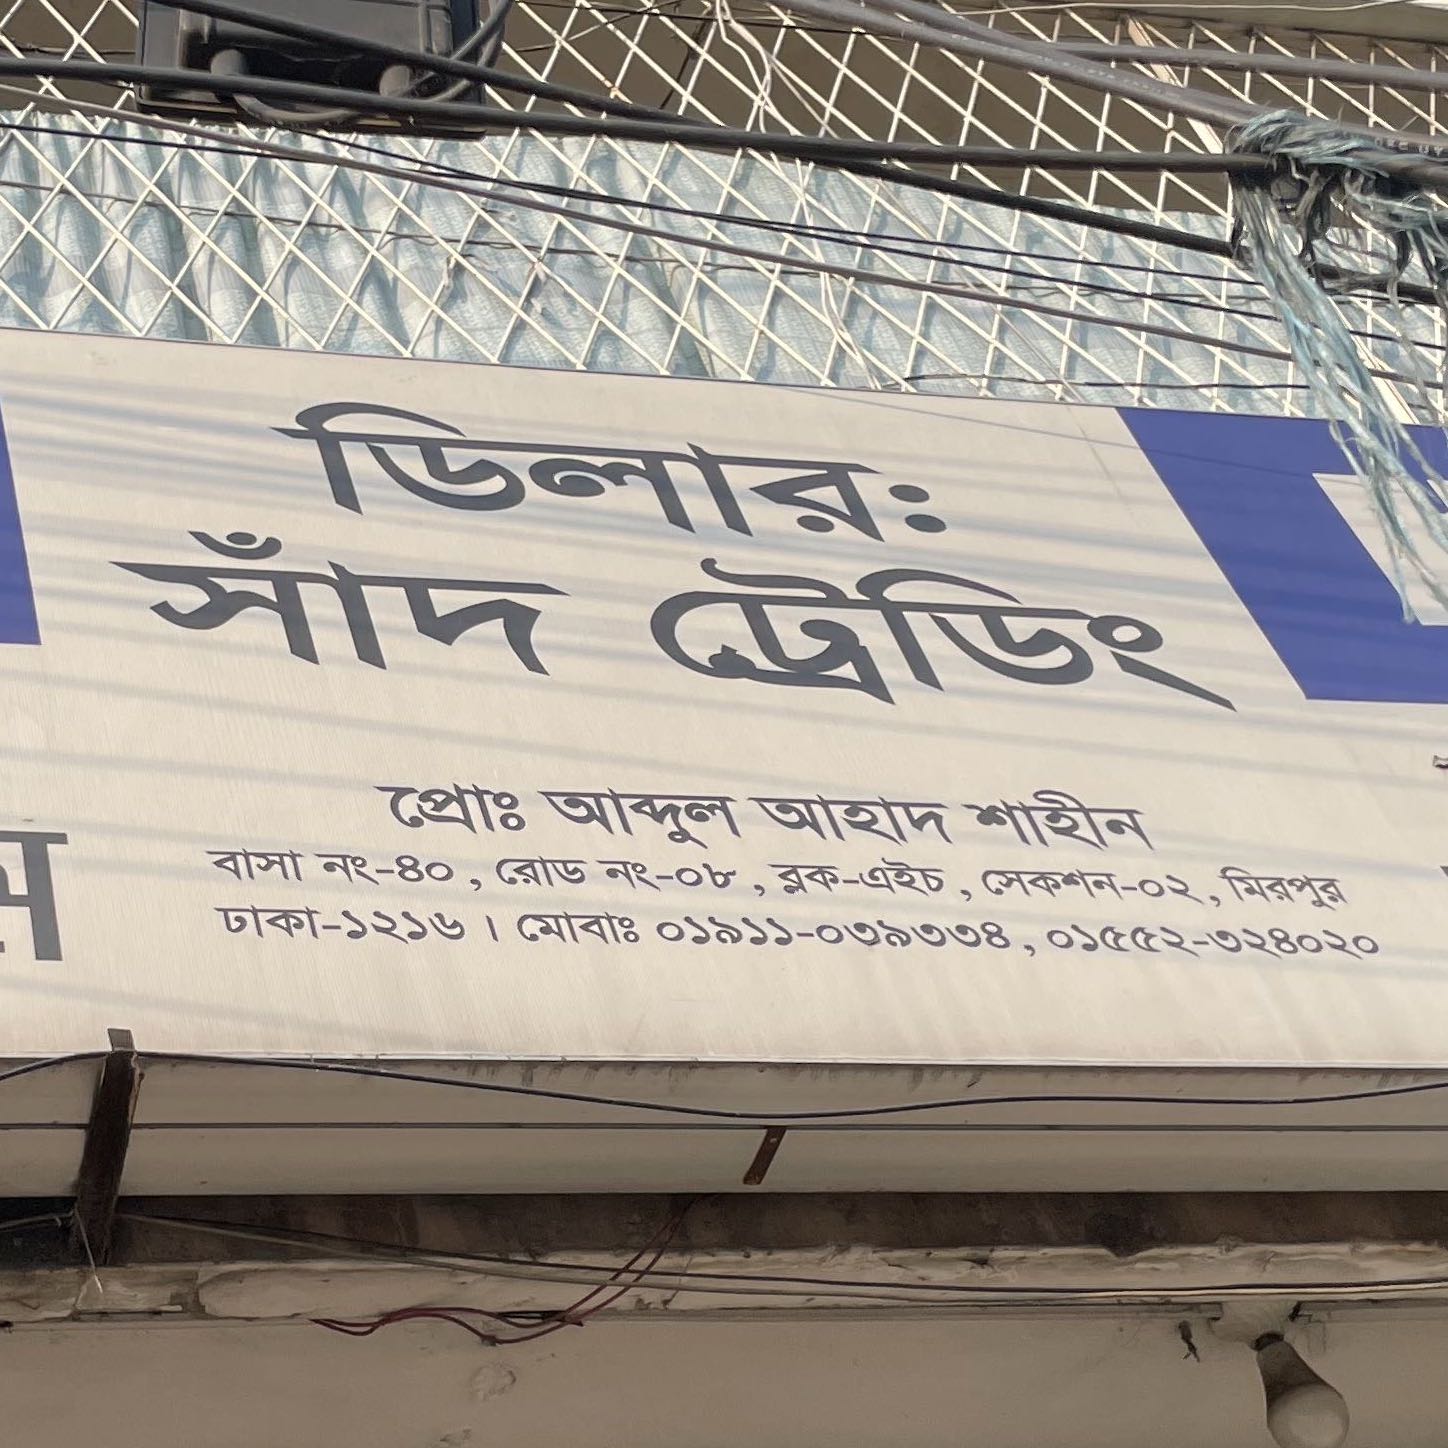 ডিলারঃ
সাঁদ ট্রেডিং
প্রোঃ আব্দুল আহাদ শাহীন
বাসা নং-৪০, রোড নং-০৮, ব্লক-এইচ, সেকশন-০২, মিরপুর
ঢাকা-১২১৬। মোবাঃ ০১৯১১-০৩৯৩৩৪, ০১৫৫২-৩২৪০২০